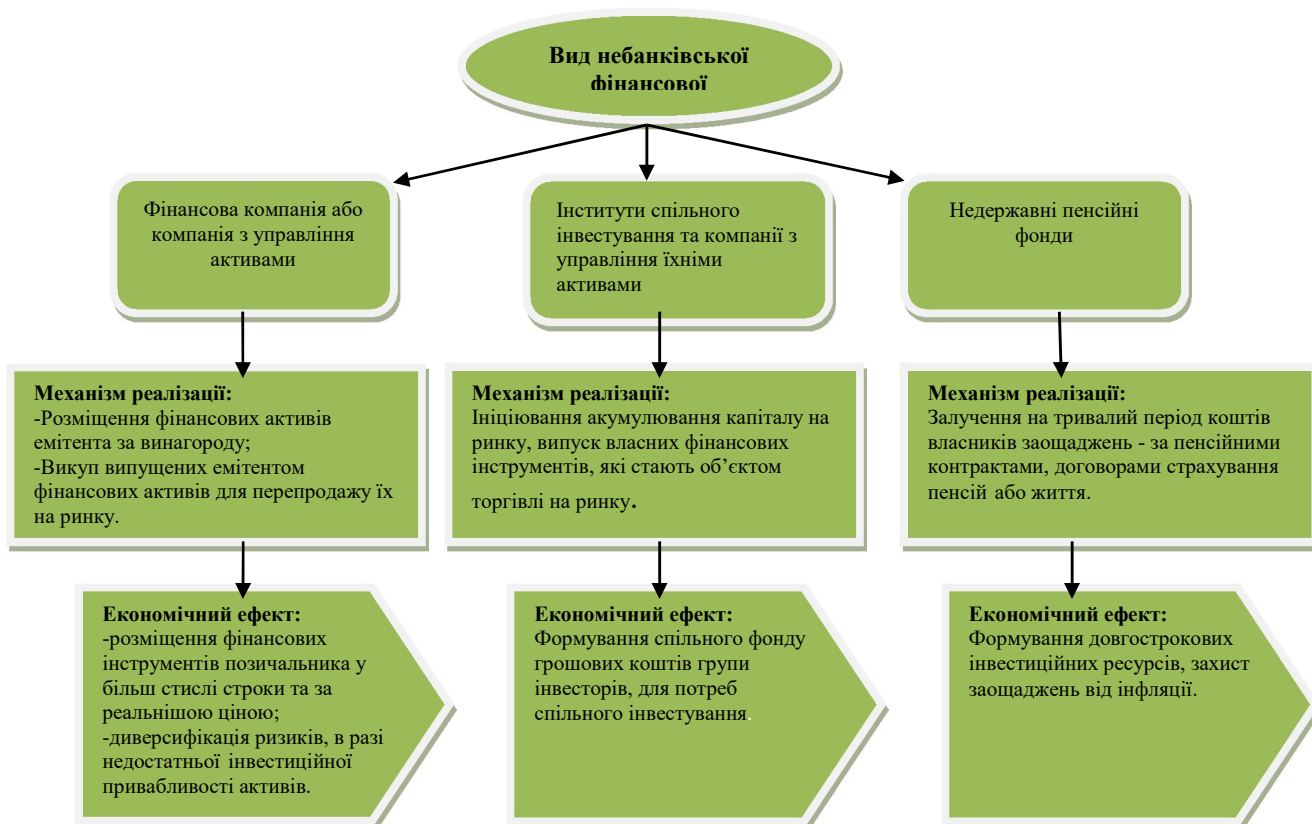 Вид небанківської
фінансової
Фінансова компанія або
компанія з управління
активами
Інститути спільного
інвестування та компанії з
управління їхніми
активами
Недержавні пенсійні
фонди
Механізм реалізації:
-Розміщення фінансових активів
емітента за винагороду;
-Викуп випущених емітентом
фінансових активів для перепродажу їх
на ринку.
Механізм реалізації:
Ініціювання акумулювання капіталу на
ринку, випуск власних фінансових
інструментів, які стають об’єктом
торгівлі на ринку.
Механізм реалізації:
Залучення на тривалий період коштів
власників заощаджень - за пенсійними
контрактами, договорами страхування
пенсій або життя.
Економічний ефект:
-розміщення фінансових
інструментів позичальника у
більш стислі строки та за
реальнішою ціною;
-диверсифікація ризиків, в разі
недостатньої інвестиційної
привабливості активів.
Економічний ефект:
Формування спільного фонду
грошових коштів групи
інвесторів, для потреб
спільного інвестування.
Економічний ефект:
Формування довгострокових
інвестиційних ресурсів, захист
заощаджень від інфляції.